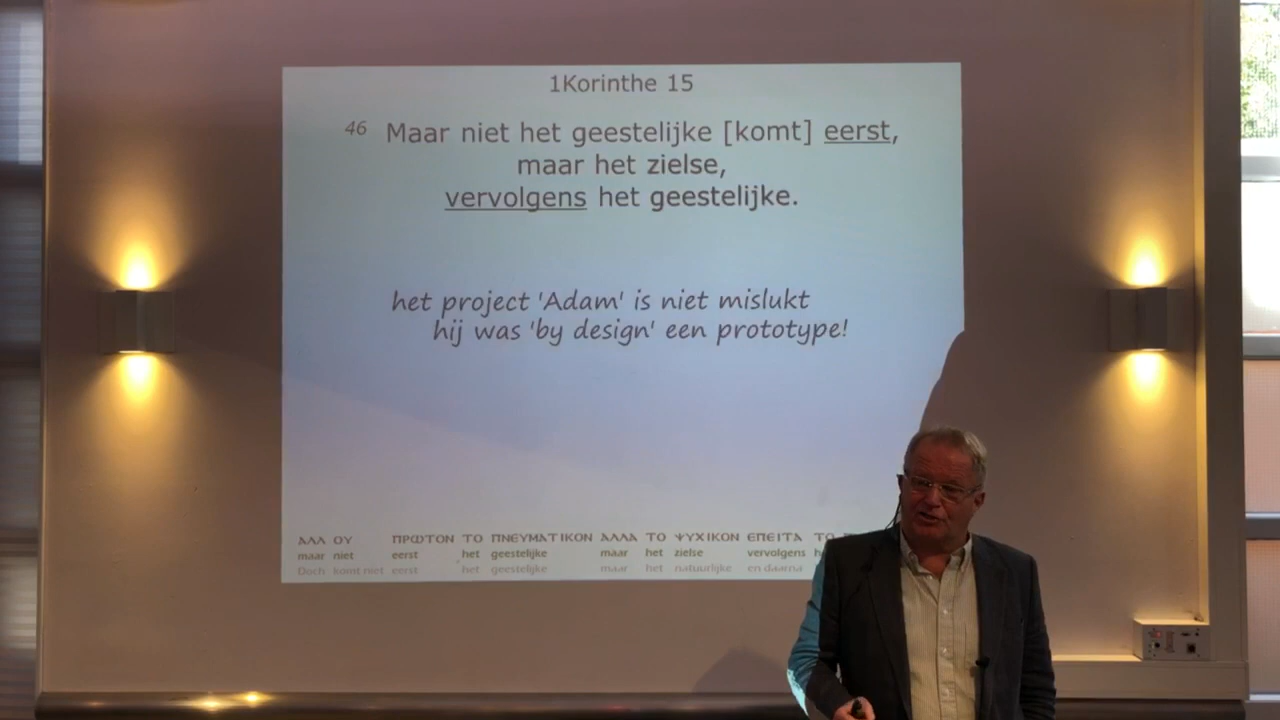 1Korinthe 15
46 Maar niet het geestelijke [komt] eerst,
maar het zielse,
vervolgens het geestelijke.
het project 'Adam' is niet mislukt
hij was 'by design' een prototype!
ΑΛΛ ΟΥ ΠΡΩΤΟΝ ΤΟ ΠΝΕΥΜΑΤΙΚΟΝ ΑΛΛΑ ΤΟ ΨΥΧΙΚΟΝ ΕΠΕΙΤΑ ΤΟ
maar niet eerst het geestelijke maar het zielse vervolgens
Doch komt niet eerst het geestelijke maar het natuurlijke en daarna